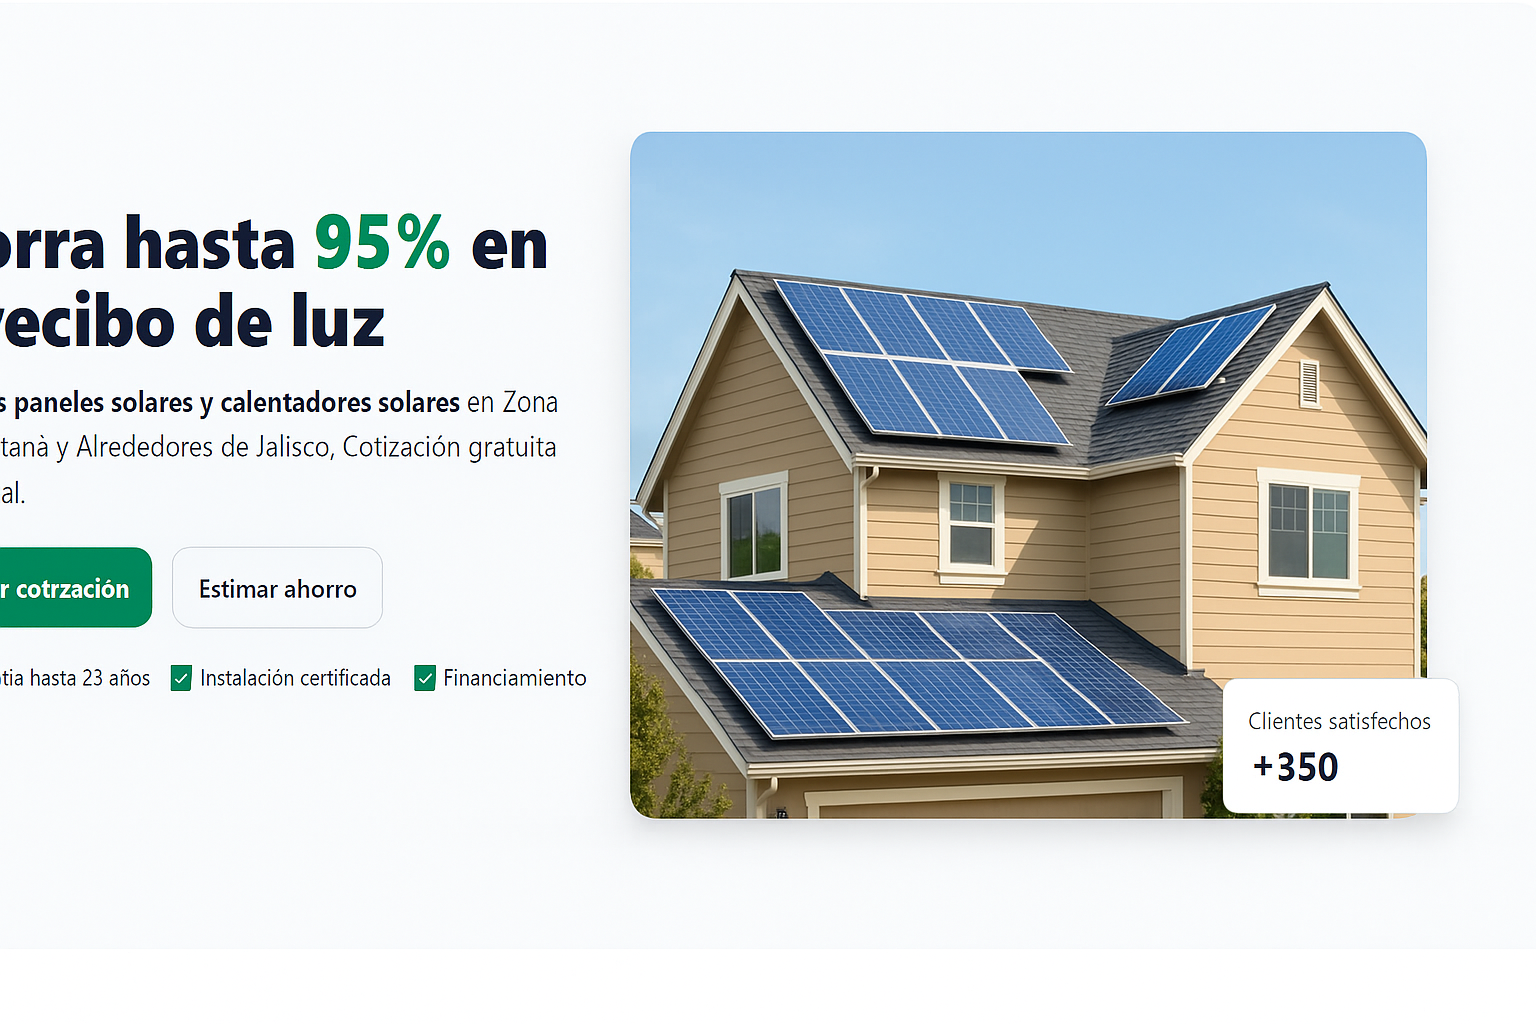 orra hasta 95% en
recibo de luz
s paneles solares y calentadores solares en Zona
tanà y Alrededores de Jalisco, Cotización gratuita
al.
r cotrzación
Estimar ahorro
tia hasta 23 años
Instalación certificada
Financiamiento
Clientes satisfechos
+350